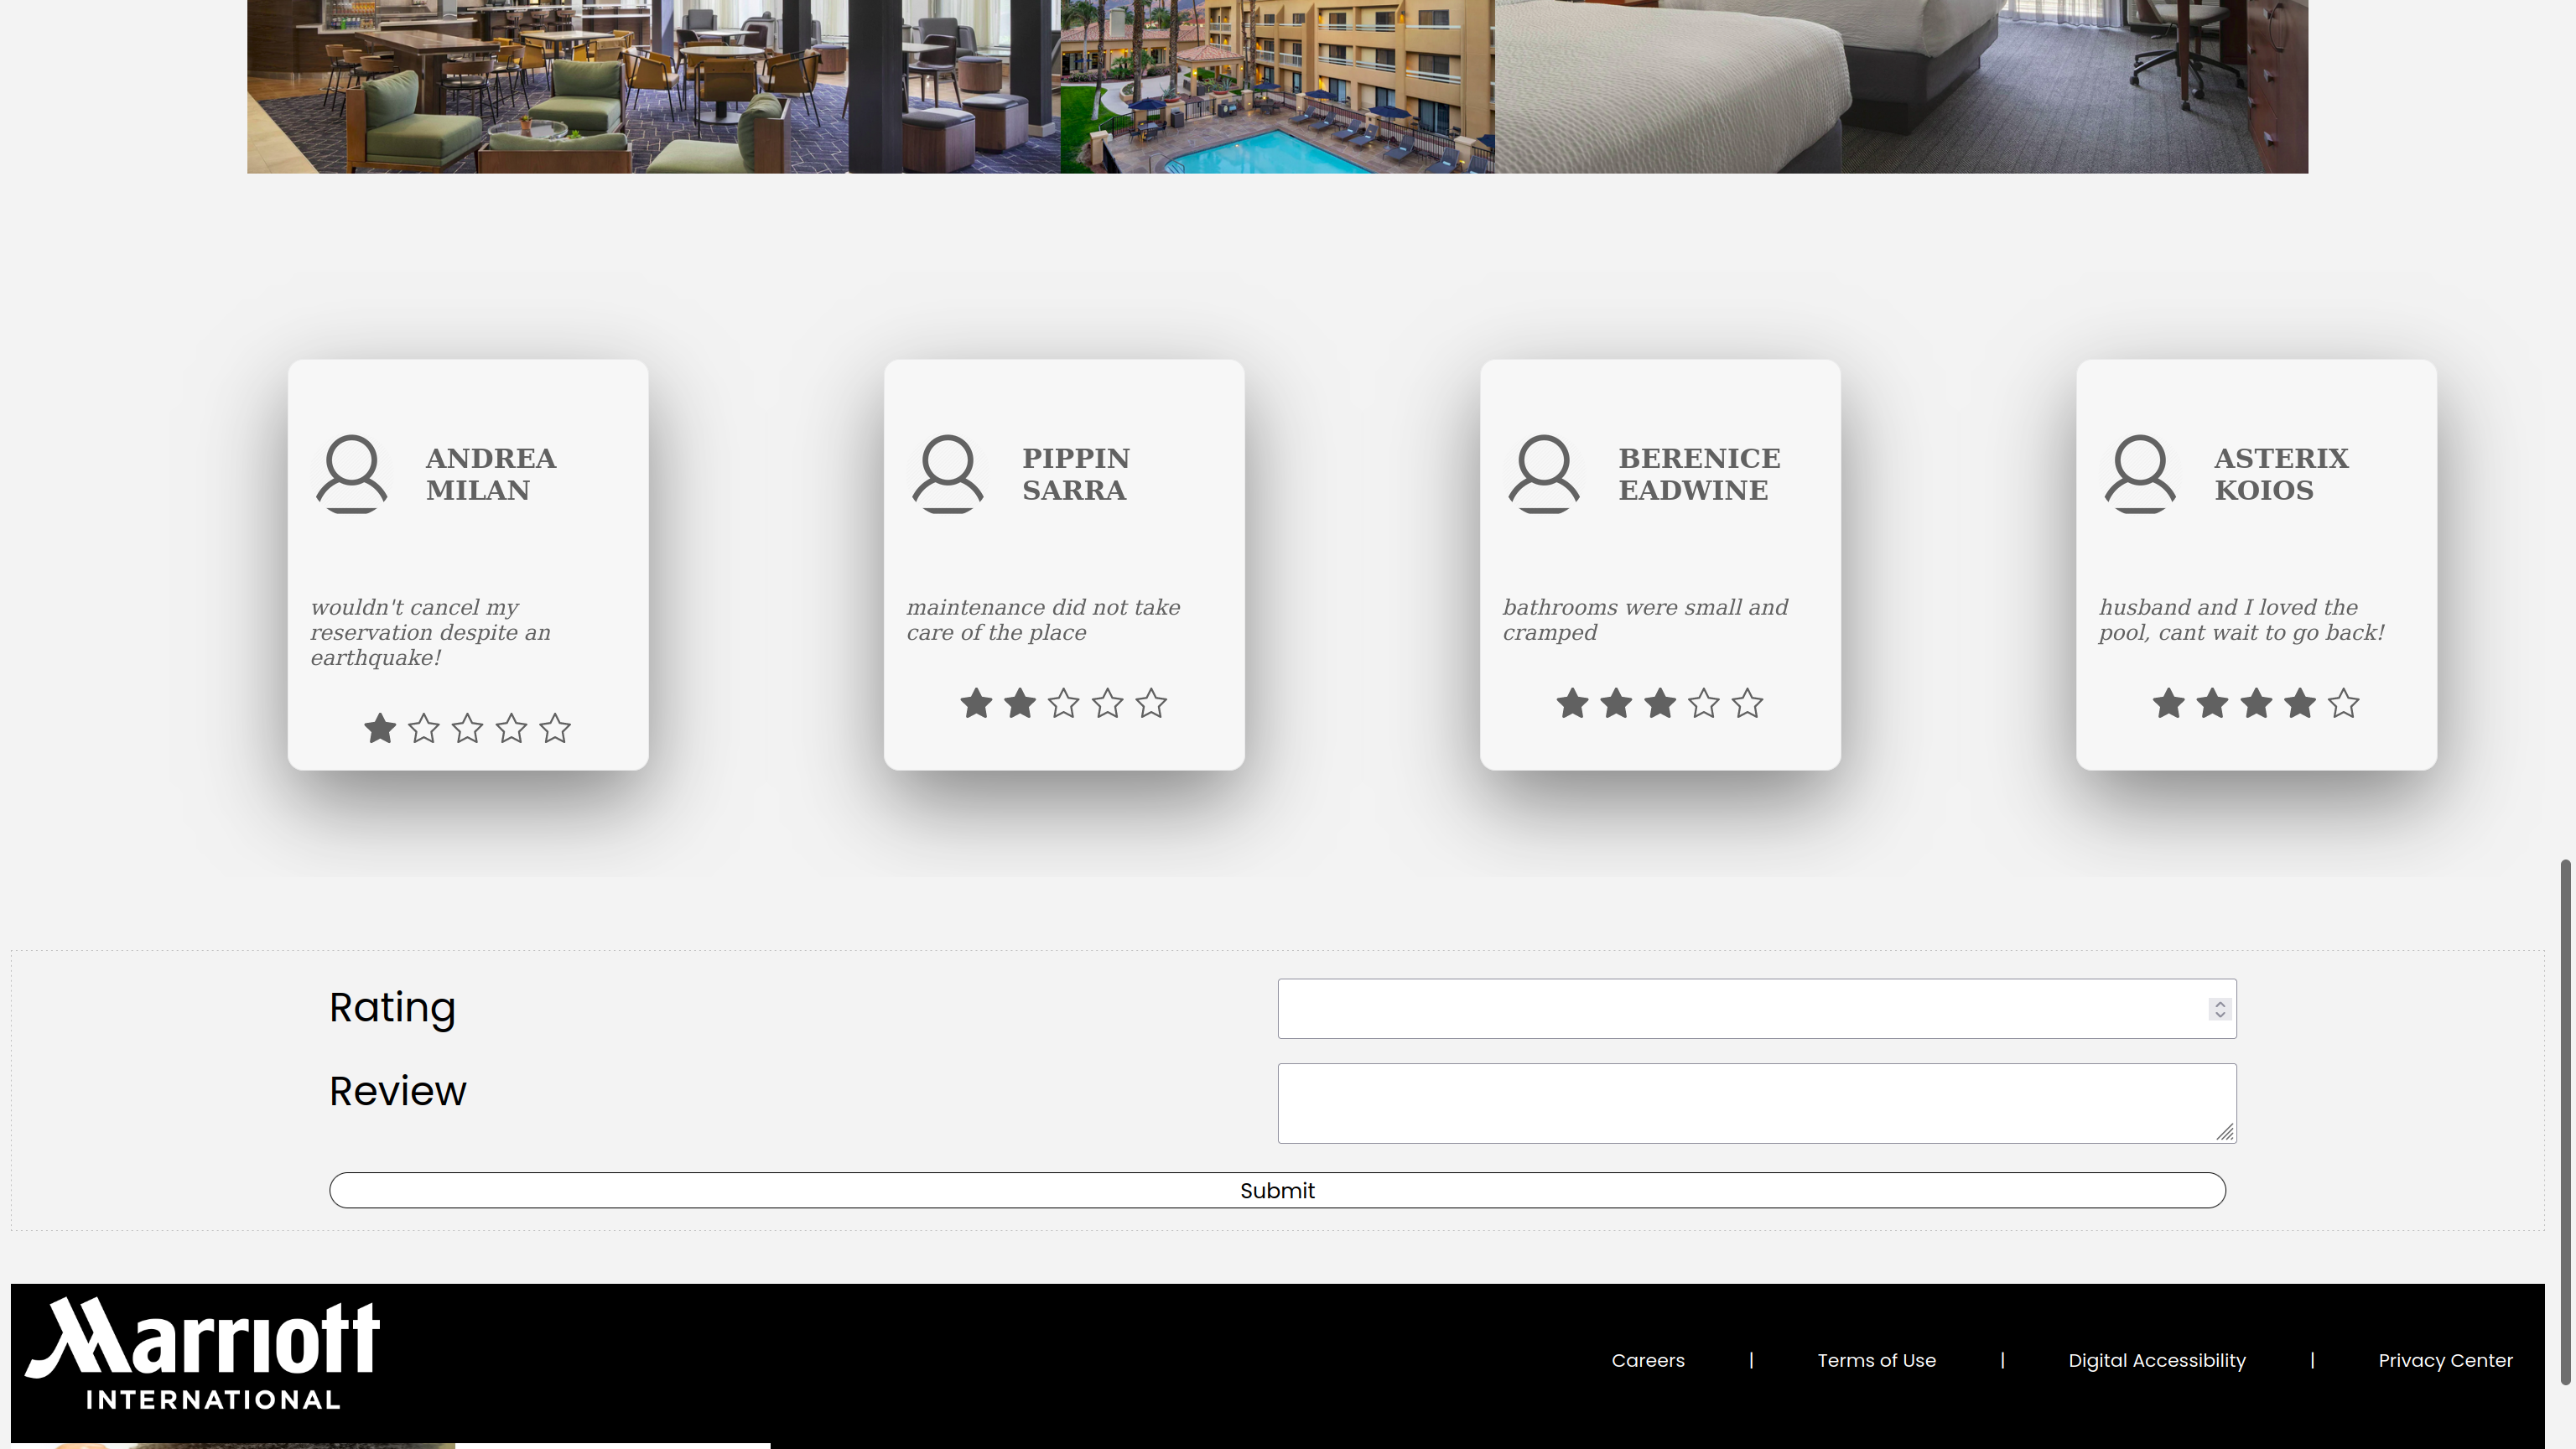 ANDREA
MILAN
wouldn't cancel my
reservation despite an
earthquake!
PIPPIN
SARRA
maintenance did not take
care of the place
BERENICE
EADWINE
bathrooms were small and
cramped
ASTERIX
KOIOS
husband and I loved the
pool, cant wait to go back!
Rating
Review
Submit
Marriott
INTERNATIONAL
Careers | Terms of Use | Digital Accessibility | Privacy Center